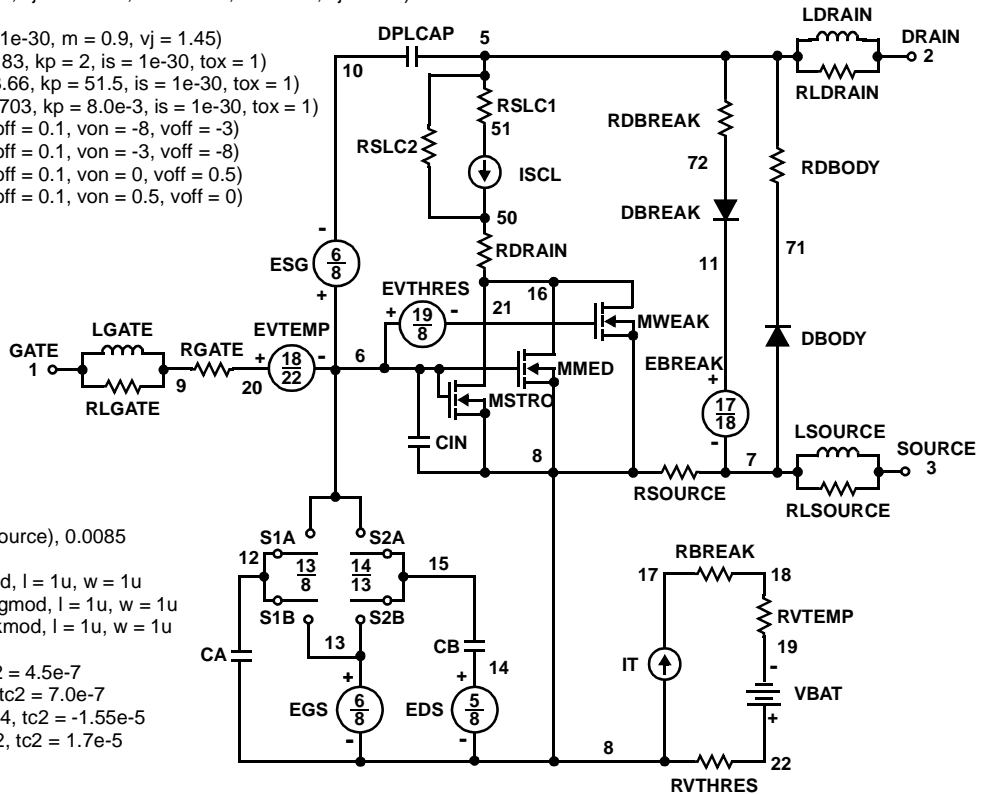 1e-30, m = 0.9, vj = 1.45)
83, kp = 2, is = 1e-30, tox = 1)
.66, kp = 51.5, is = 1e-30, tox = 1)
703, kp = 8.0e-3, is = 1e-30, tox = 1)
off = 0.1, von = -8, voff = -3)
off = 0.1, von = -3, voff = -8)
off = 0.1, von = 0, voff = 0.5)
off = 0.1, von = 0.5, voff = 0)
LDRAIN
DPLCAP 5 DRAIN
10 2
RSLC1 RLDRAIN
51 RDBREAK
RSLC2 72 RDBODY
ISCL
DBREAK
50
RDRAIN 71
- 6 8 11
ESG
+ EVTHRES 16
+ 19 8 - 21 MWEAK
LGATE EVTEMP
GATE RGATE + 18 22 - 6 MMED EBREAK DBODY
1 9 20 MSTRO +
RLGATE 17 18
CIN - LSOURCE
8 7 SOURCE
3
RSOURCE RLSOURCE
ource), 0.0085
S1A S2A
12 13 8 14 13 15
RBREAK
d, l = 1u, w = 1u
17 18
gmod, l = 1u, w = 1u
S1B S2B
kmod, l = 1u, w = 1u
RVTEMP
13 CB 19
CA 14 IT -
2 = 4.5e-7
VBAT
tc2 = 7.0e-7
+ + +
4, tc2 = -1.55e-5
EGS 6 8 EDS 5 8
2, tc2 = 1.7e-5
- - 8 22
RVTHRES